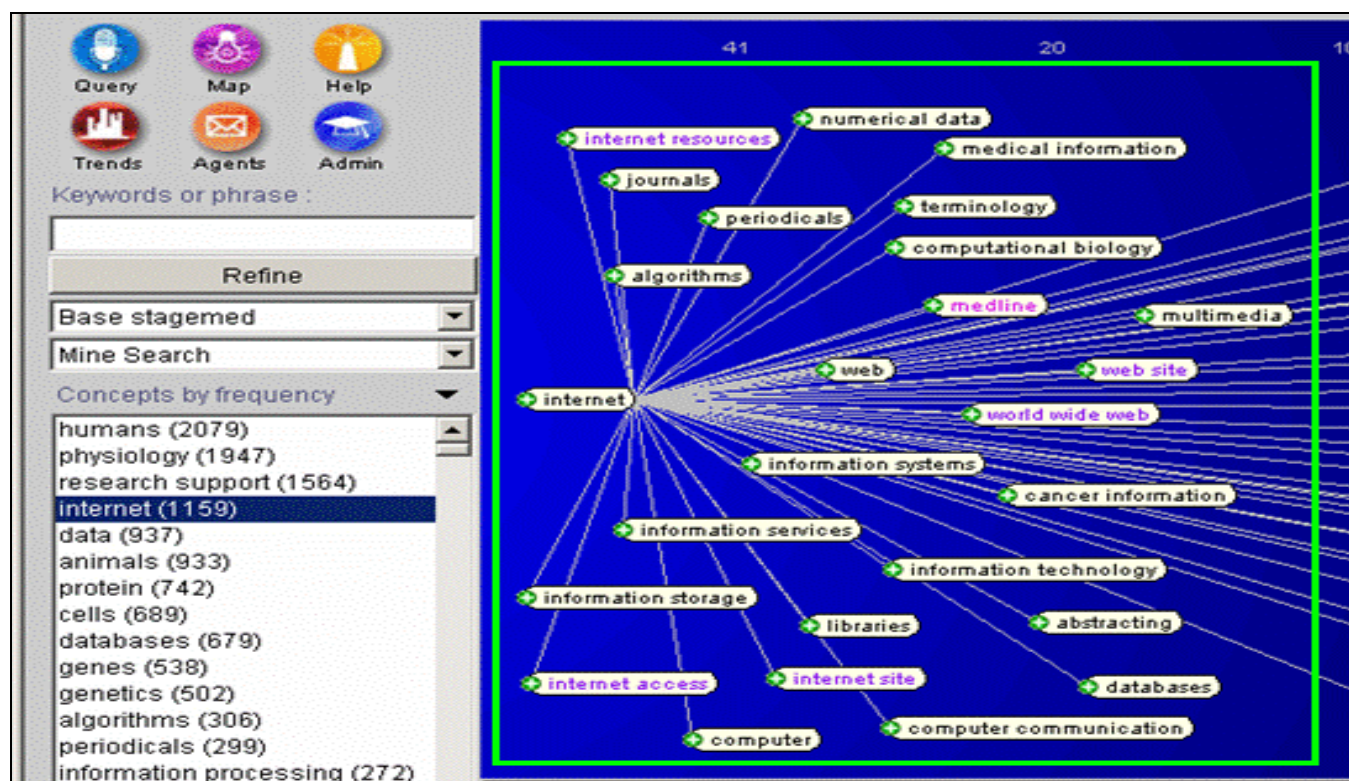 Query Map Help
Trends Agents Admin
Keywords or phrase :
Refine
Base stagemed
Mine Search
Concepts by frequency
humans (2079)
physiology (1947)
research support (1564)
internet (1159)
data (937)
animals (933)
protein (742)
cells (689)
databases (679)
genes (538)
genetics (502)
algorithms (306)
periodicals (299)
information processing (272)
41 20 10
numerical data
internet resources
medical information
journals
terminology
periodicals
computational biology
algorithms
medline
multimedia
web
web site
internet
world wide web
information systems
cancer information
information services
information technology
information storage
libraries
abstracting
internet access
internet site
databases
computer communication
computer